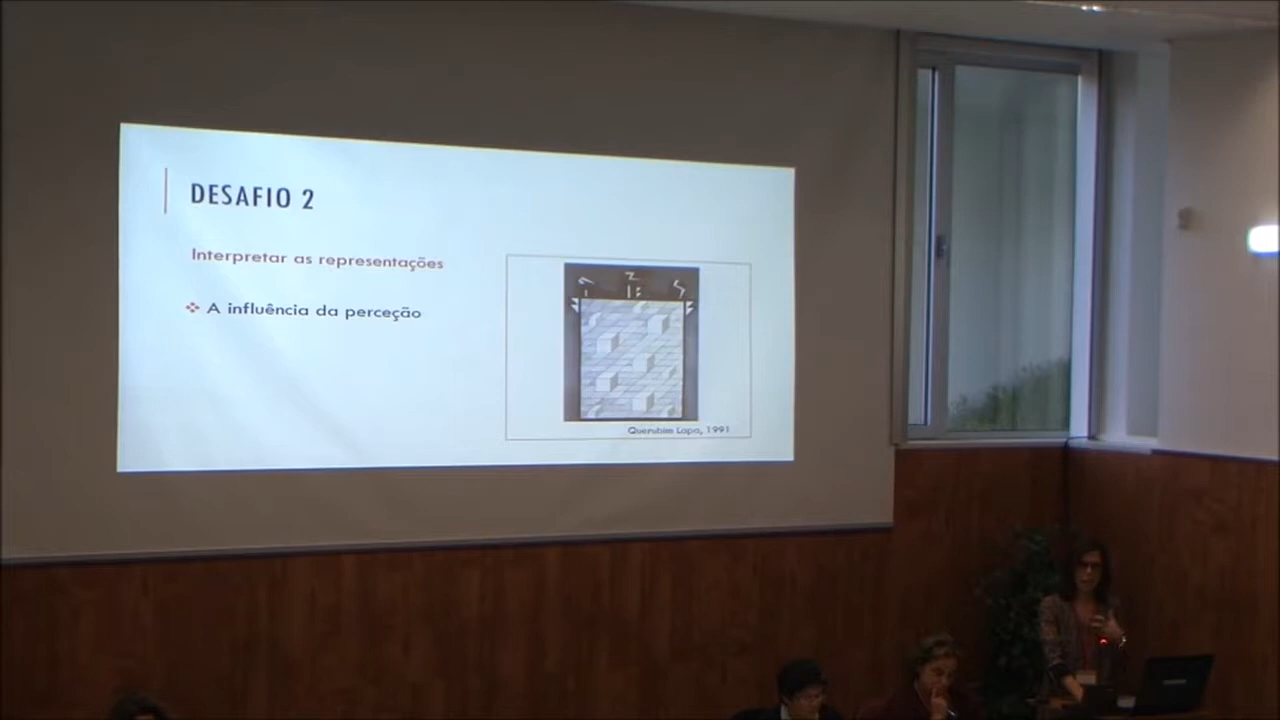 DESAFIO 2
Interpretar as representações
❖ A influência da perceção
Querubim Lapa, 1991